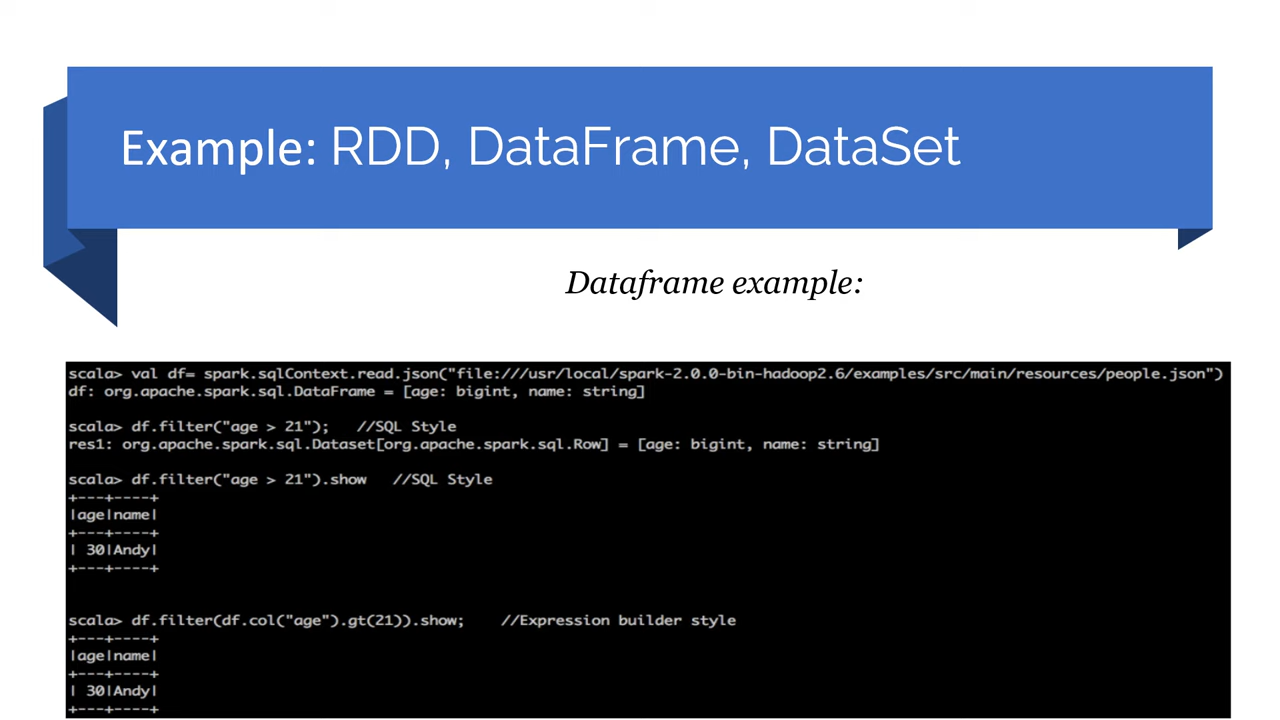 Example: RDD, DataFrame, DataSet
Dataframe example:
scala> val df= spark.sqlContext.read.json("file:///usr/local/spark-2.0.0-bin-hadoop2.6/examples/src/main/resources/people.json")
df: org.apache.spark.sql.DataFrame = [age: bigint, name: string]
scala> df.filter("age > 21");   //SQL Style
res1: org.apache.spark.sql.Dataset[org.apache.spark.sql.Row] = [age: bigint, name: string]
scala> df.filter("age > 21").show   //SQL Style
+---+----+
|age|name|
+---+----+
| 30|Andy|
+---+----+
scala> df.filter(df.col("age").gt(21)).show;    //Expression builder style
+---+----+
|age|name|
+---+----+
| 30|Andy|
+---+----+